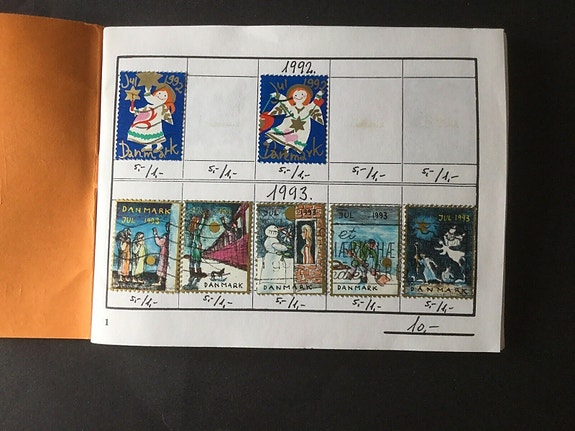 1992.
JUL 1992
JUL 1992
Danmark
Danmark
5,-/1,- 5,-/1,- 5,-/1,- 5,-/1,- 5,-/1,-
1993.
DANMARK
JUL 1993
JUL 1993
JUL 1993
JUL 1993
et
DANMARK
DANMARK
DANMARK
DANMARK
5,-/1,- 5,-/1,- 5,-/1,- 5,-/1,- 5,-/1,-
1
10,-